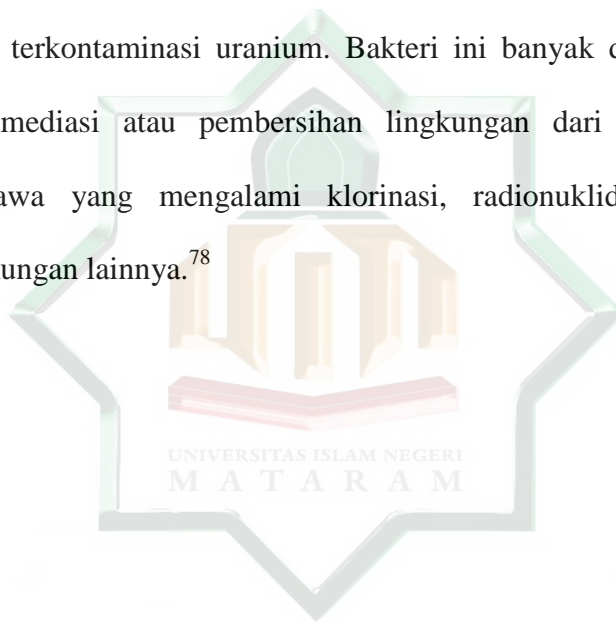 terkontaminasi uranium. Bakteri ini banyak
mediasi atau pembersihan lingkungan dari
awa yang mengalami klorinasi, radionuklid
ungan lainnya.78
UNIVERSITAS ISLAM NEGERI
MATARAM